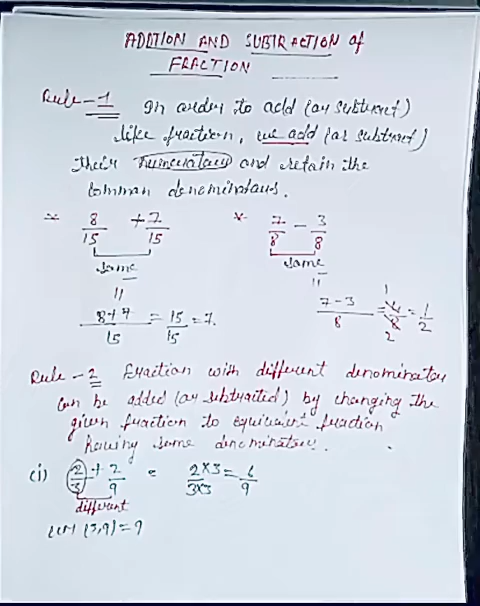 ADDTION AND SUBTRACTION of
FRACTION
Rule-1 In order to add (or subtract)
like fraction, we add (or subtract)
their numerators and retain the
common denominators.
8/15 + 7/15 * 7/8 - 3/8
same same
8+7/15 = 15/15 = 7. 7-3/8 = 4/8 = 1/2
Rule-2 Fraction with different denominator
can be added (or subtracted) by changing the
given fraction to equivalent fraction
having same denominators.
(i) 2/3 + 2/9 = 2×3/3×3 = 6/9
different
LCM (3,9) = 9